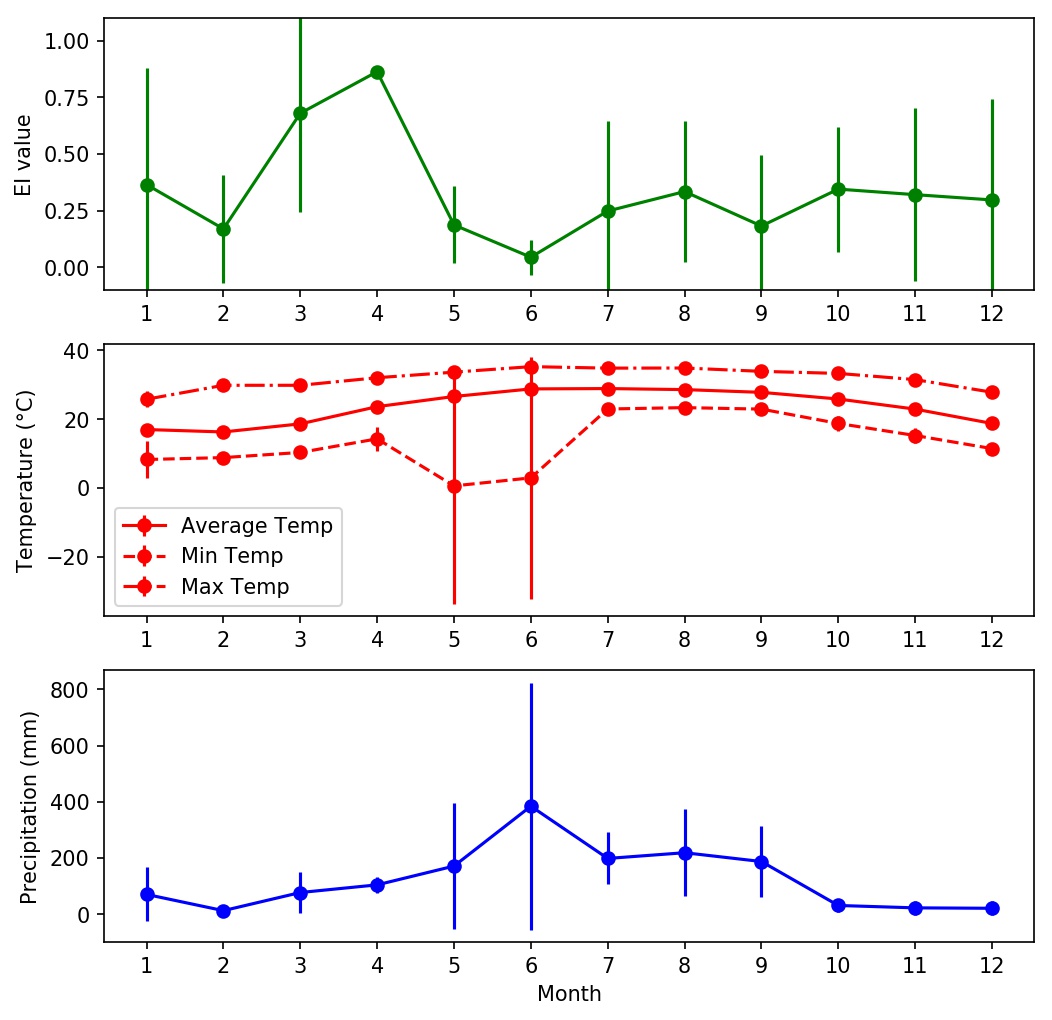 1.00
0.75
0.50
0.25
0.00
EI value
1 2 3 4 5 6 7 8 9 10 11 12
40
20
0
−20
Temperature (°C)
Average Temp
Min Temp
Max Temp
1 2 3 4 5 6 7 8 9 10 11 12
800
600
400
200
0
Precipitation (mm)
1 2 3 4 5 6 7 8 9 10 11 12
Month